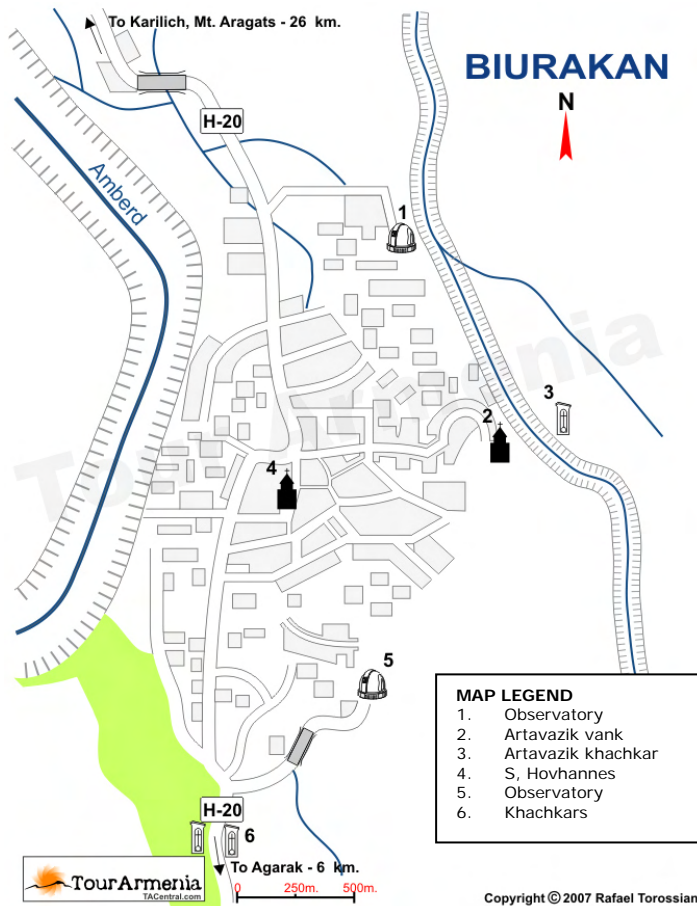 To Karilich, Mt. Aragats - 26 km.
BIURAKAN
N
H-20
Amberd
1
Tour Armenia
3
2
4
5
MAP LEGEND
1. Observatory
2. Artavazik vank
3. Artavazik khachkar
4. S, Hovhannes
5. Observatory
6. Khachkars
H-20
6
To Agarak - 6 km.
TourArmenia
TACentral.com
0 250m. 500m.
Copyright © 2007 Rafael Torossian